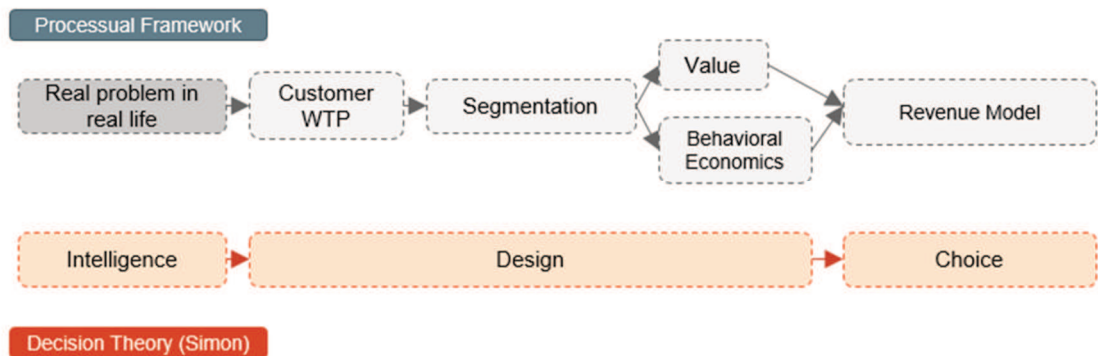 Processual Framework
Real problem in
real life
Customer
WTP
Segmentation
Value
Behavioral
Economics
Revenue Model
Intelligence
Design
Choice
Decision Theory (Simon)